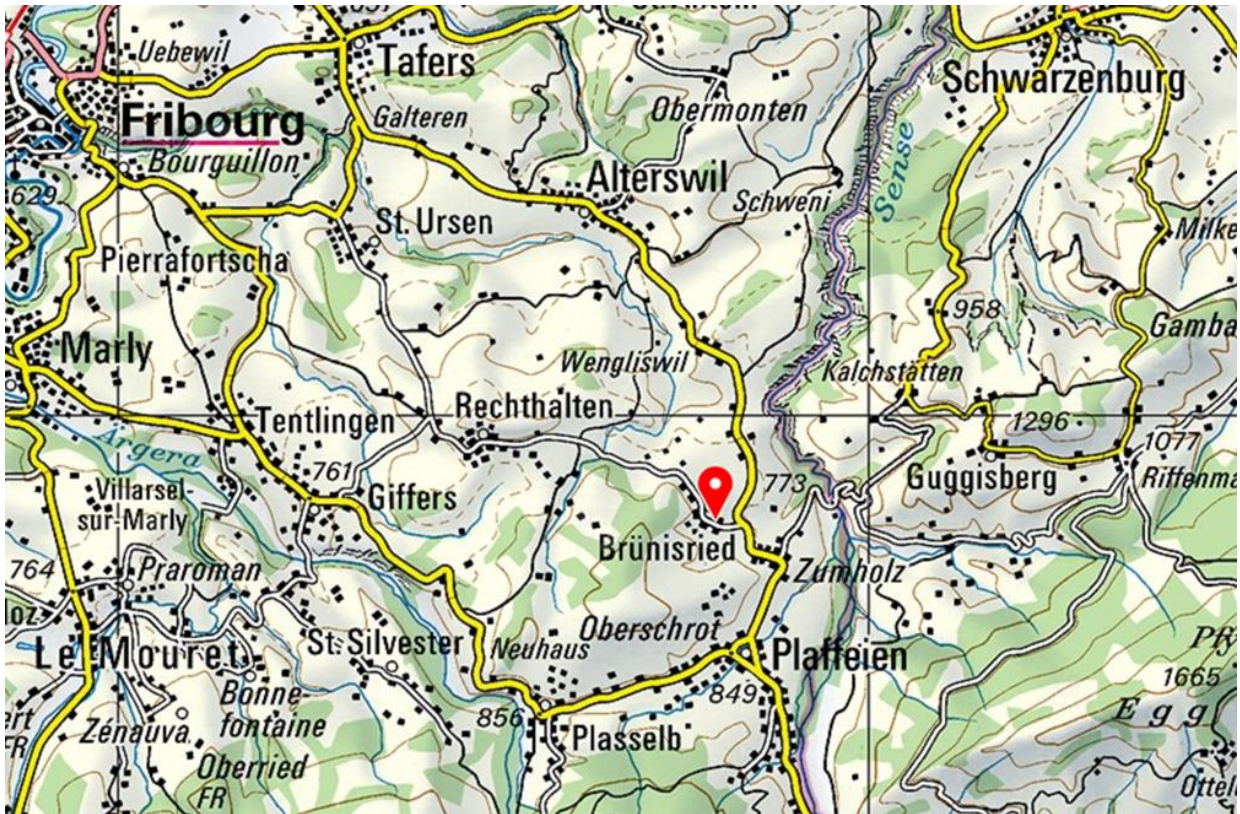 Uebewil
Tafers
Schwarzenburg
Obermonten
Fribourg
Galteren
Bourguillon
Sense
Alterswil
629
Schweni
St. Ursen
Milke
Pierrafortscha
958
Gamba
Marly
Wengliswil
Kalchstätten
Rechthalten
Tentlingen
1296
1077
Ärgera
761
773
Guggisberg
Riffenma
Villarsel-
sur-Marly
Giffers
Brünisried
764
Praroman
Zumholz
Oberschrot
Le Mouret
St. Silvester
Neuhaus
Plaffeien
Bonne
fontaine
849
1665
Egg
856
Zénauva
Plasselb
Oberried
FR
FR